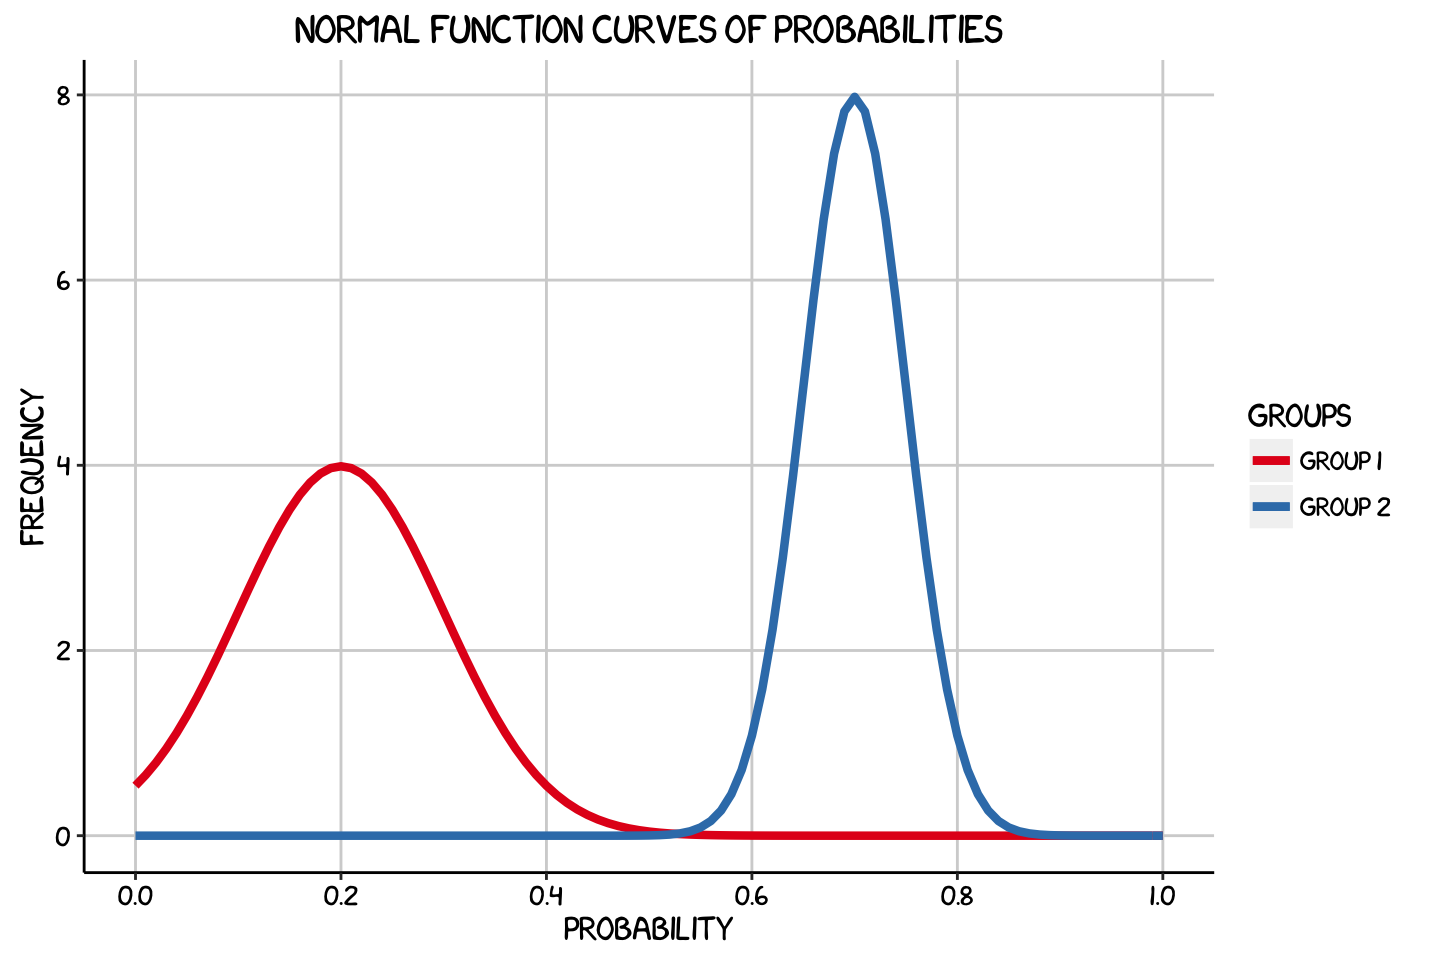 NORMAL FUNCTION CURVES OF PROBABILITIES
8
6
4
2
0
FREQUENCY
0.0 0.2 0.4 0.6 0.8 1.0
PROBABILITY
GROUPS
GROUP 1
GROUP 2